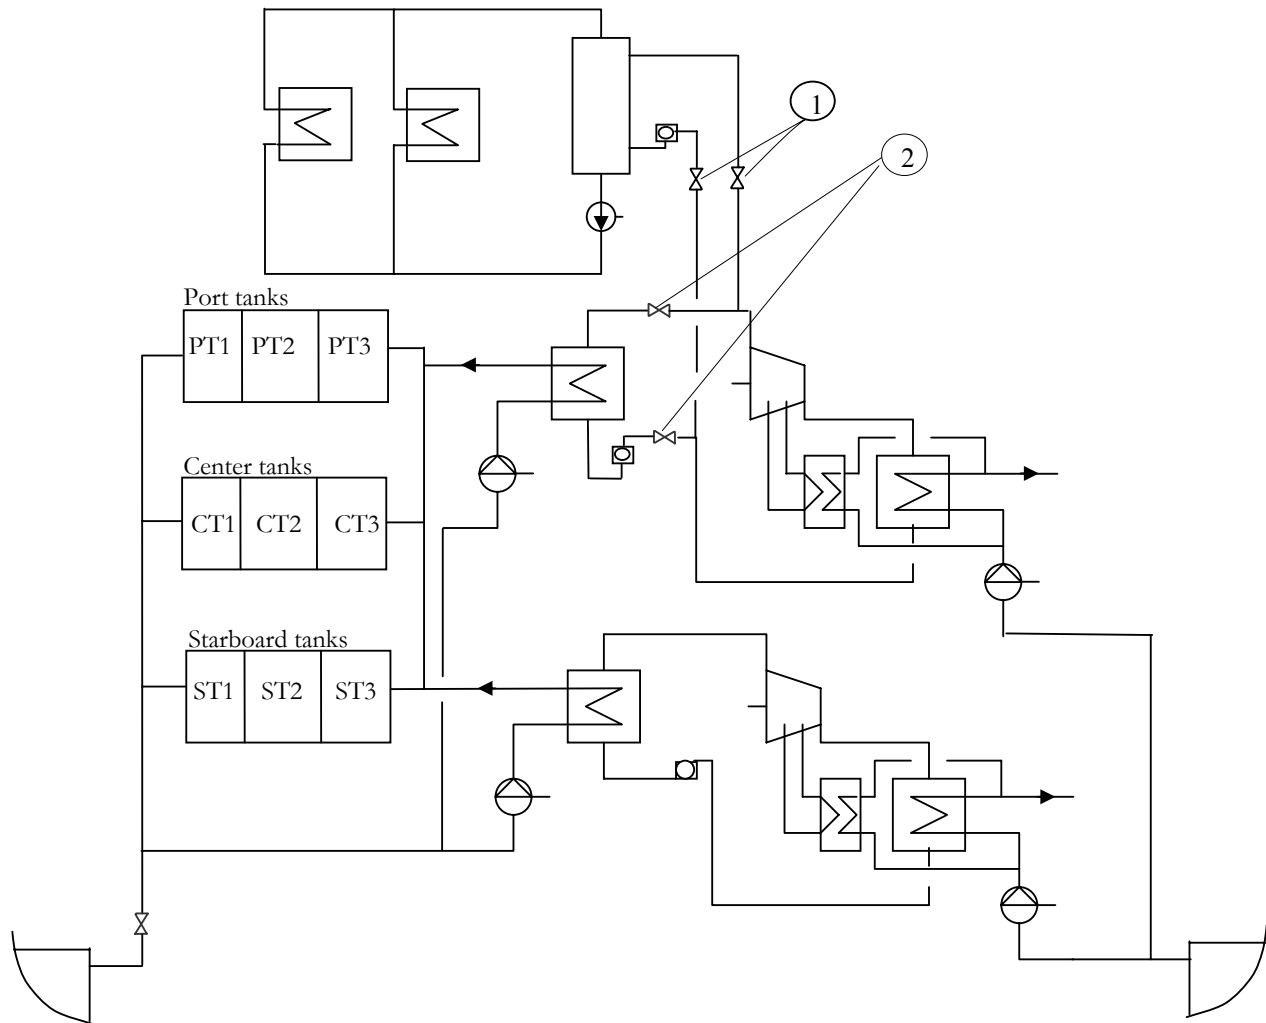 1
2
Port tanks
PT1 PT2 PT3
Center tanks
CT1 CT2 CT3
Starboard tanks
ST1 ST2 ST3